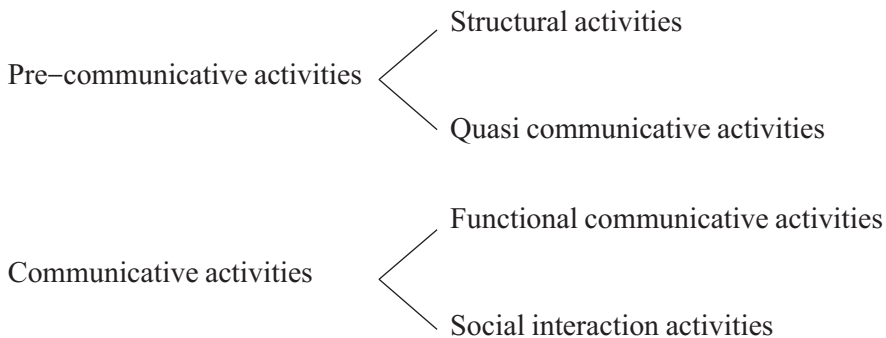 Structural activities
Pre−communicative activities
Quasi communicative activities
Functional communicative activities
Communicative activities
Social interaction activities